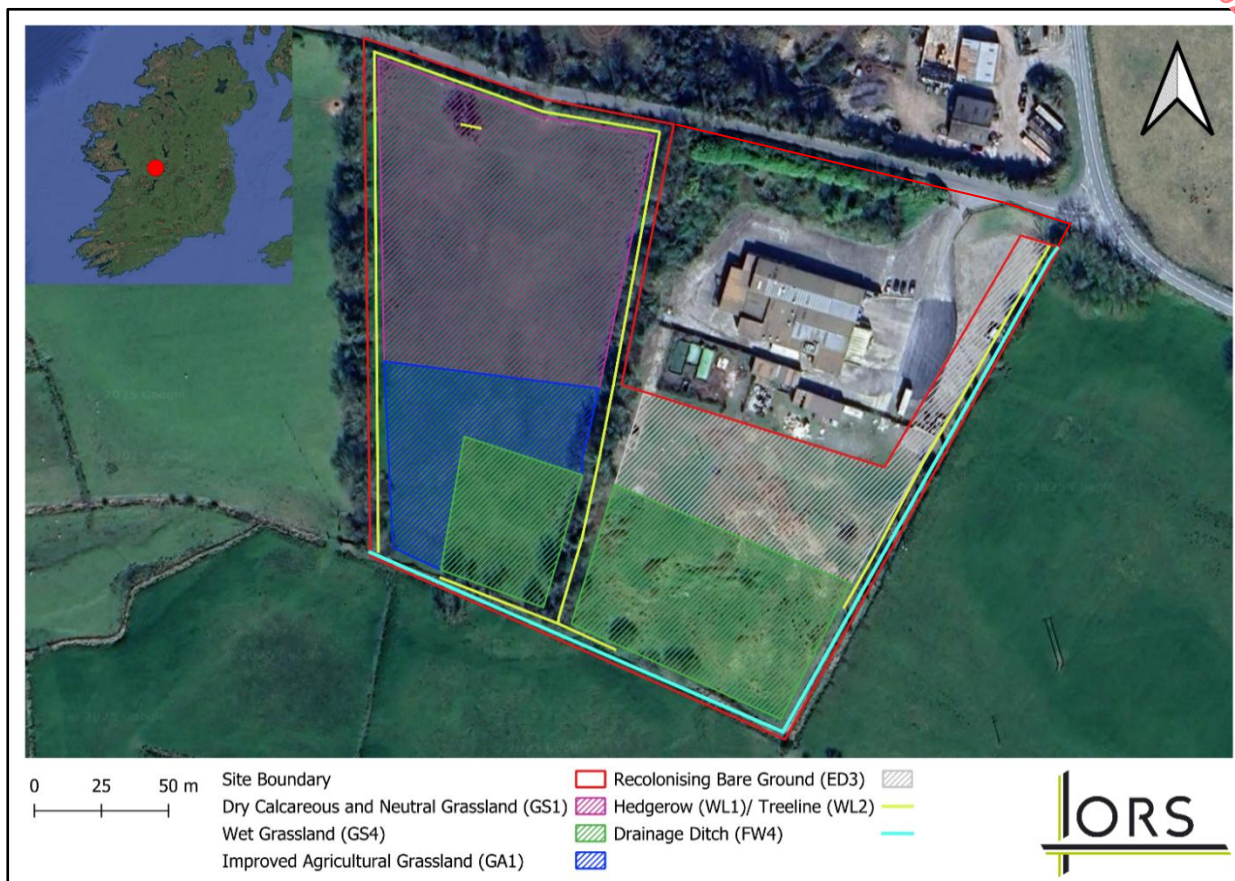 0 25 50 m
Site Boundary
Dry Calcareous and Neutral Grassland (GS1)
Wet Grassland (GS4)
Improved Agricultural Grassland (GA1)
Recolonising Bare Ground (ED3)
Hedgerow (WL1)/ Treeline (WL2)
Drainage Ditch (FW4)
ORS